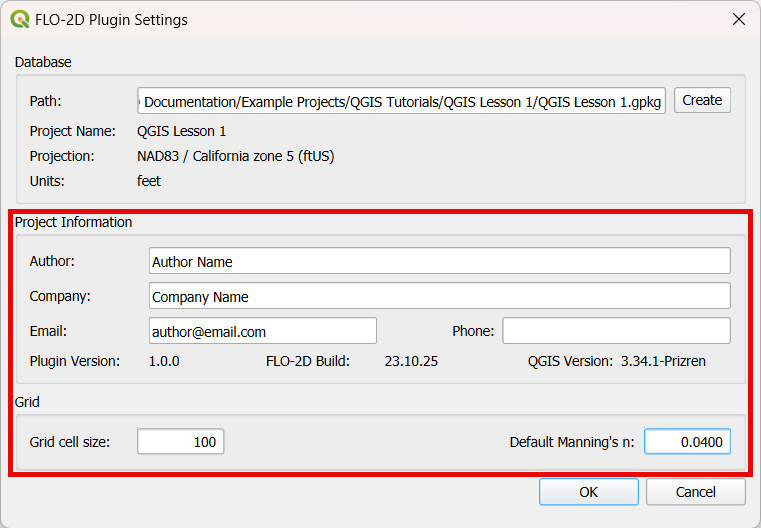 FLO-2D Plugin Settings
Database
Path: Documentation/Example Projects/QGIS Tutorials/QGIS Lesson 1/QGIS Lesson 1.gpkg Create
Project Name: QGIS Lesson 1
Projection: NAD83 / California zone 5 (ftUS)
Units: feet
Project Information
Author: Author Name
Company: Company Name
Email: author@email.com Phone:
Plugin Version: 1.0.0 FLO-2D Build: 23.10.25 QGIS Version: 3.34.1-Prizren
Grid
Grid cell size: 100 Default Manning's n: 0.0400
OK Cancel